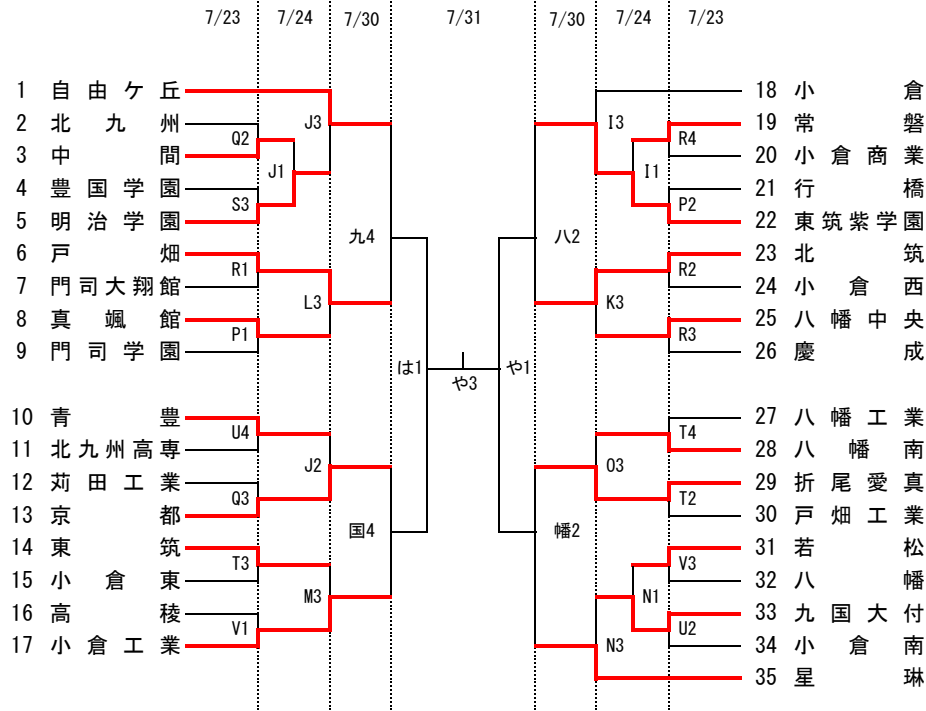 7/23 7/24 7/30 7/31 7/30 7/24 7/23
1 自由ケ丘 18 小倉
2 北九州 J3 I3 19 常磐
Q2 R4
3 中間 20 小倉商業
J1 I1
4 豊国学園 21 行橋
S3 P2
5 明治学園 22 東筑紫学園
九4 八2
6 戸畑 23 北筑
R1 R2
7 門司大翔館 24 小倉西
L3 K3
8 真颯館 25 八幡中央
P1 R3
9 門司学園 26 慶成
は1 や3 や1
10 青豊 27 八幡工業
U4 T4
11 北九州高専 28 八幡南
J2 O3
12 苅田工業 29 折尾愛真
Q3 T2
13 京都 30 戸畑工業
国4 幡2
14 東筑 31 若松
T3 V3
15 小倉東 32 八幡
M3 N1
16 高稜 33 九国大付
V1 U2
17 小倉工業 34 小倉南
N3
35 星琳